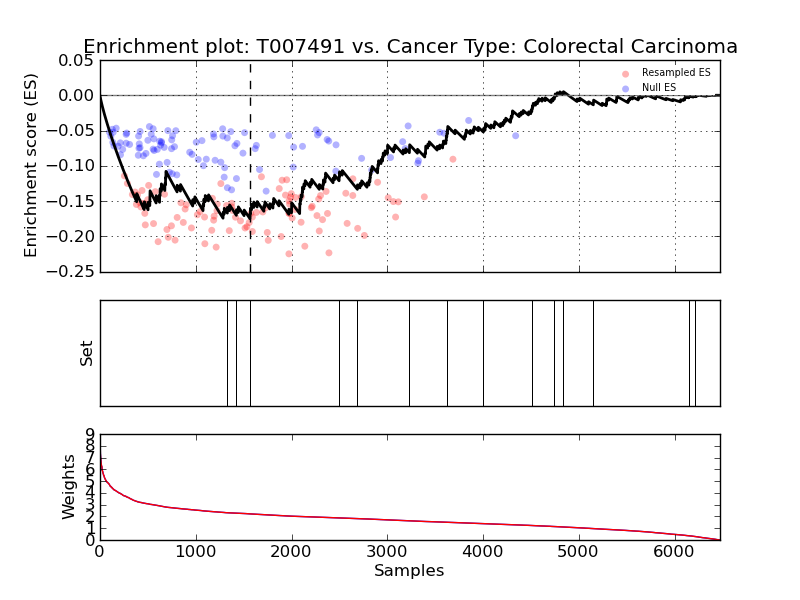 Enrichment plot: T007491 vs. Cancer Type: Colorectal Carcinoma
0.05
0.00
−0.05
−0.10
−0.15
−0.20
−0.25
Enrichment score (ES)
Resampled ES
Null ES
Set
9
8
7
6
5
4
3
2
1
0
Weights
0 1000 2000 3000 4000 5000 6000
Samples